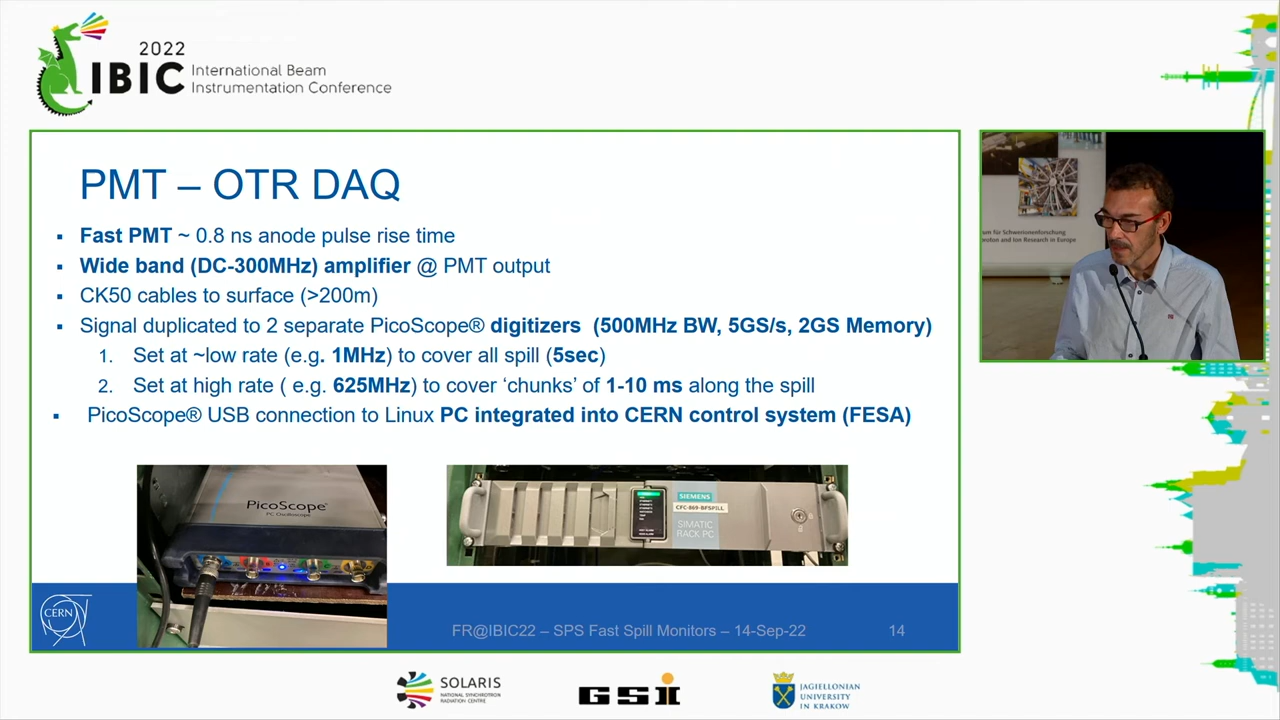 2022
IBIC International Beam
Instrumentation Conference
PMT – OTR DAQ
▪ Fast PMT ~ 0.8 ns anode pulse rise time
▪ Wide band (DC-300MHz) amplifier @ PMT output
▪ CK50 cables to surface (>200m)
▪ Signal duplicated to 2 separate PicoScope® digitizers (500MHz BW, 5GS/s, 2GS Memory)
1. Set at ~low rate (e.g. 1MHz) to cover all spill (5sec)
2. Set at high rate ( e.g. 625MHz) to cover ‘chunks’ of 1-10 ms along the spill
▪ PicoScope® USB connection to Linux PC integrated into CERN control system (FESA)
PicoScope
PC Oscilloscope
SIEMENS
CFC-869-BFSPILL
SIMATIC
RACK PC
CERN
FR@IBIC22 – SPS Fast Spill Monitors – 14-Sep-22
14
SOLARIS
NATIONAL SYNCHROTRON
RADIATION CENTRE
GSI
JAGIELLONIAN
UNIVERSITY
IN KRAKOW